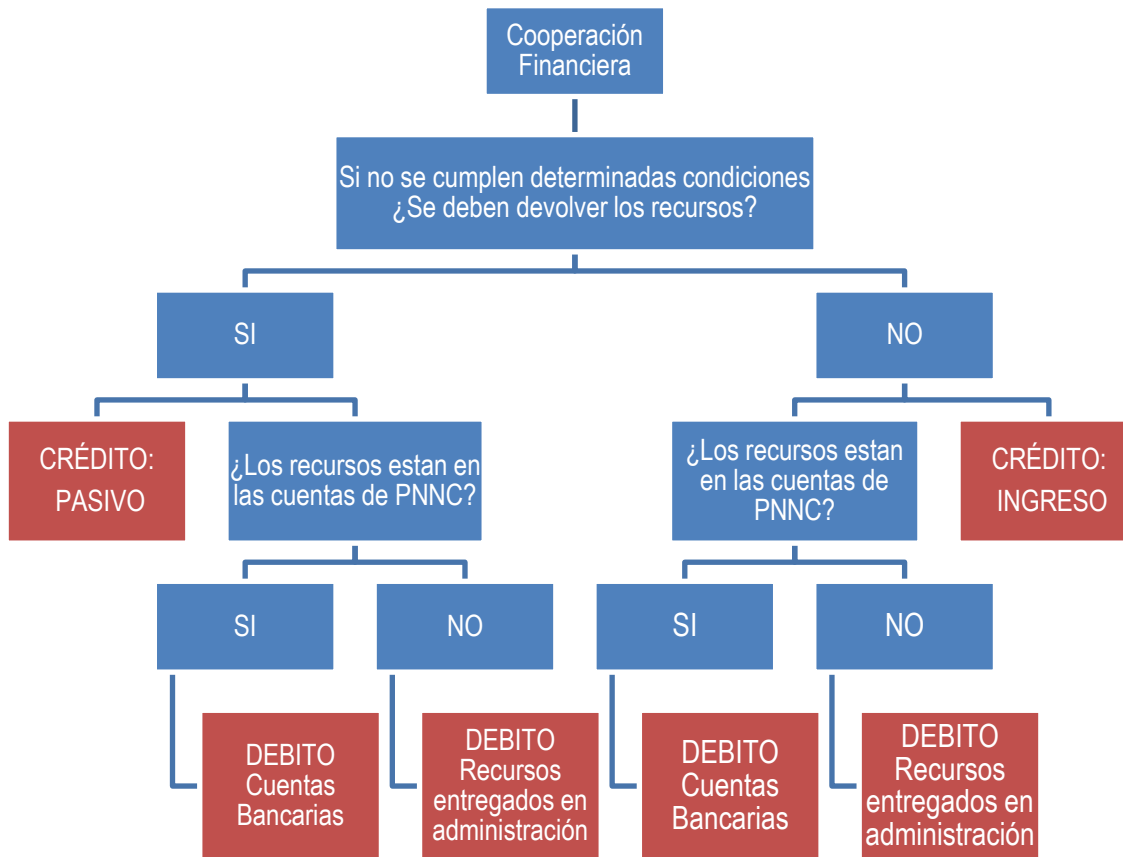 Cooperación
Financiera
Si no se cumplen determinadas condiciones
¿Se deben devolver los recursos?
SI
NO
CRÉDITO:
PASIVO
¿Los recursos estan en
las cuentas de PNNC?
¿Los recursos estan
en las cuentas de
PNNC?
CRÉDITO:
INGRESO
SI
NO
SI
NO
DEBITO
Cuentas
Bancarias
DEBITO
Recursos
entregados en
administración
DEBITO
Cuentas
Bancarias
DEBITO
Recursos
entregados en
administración